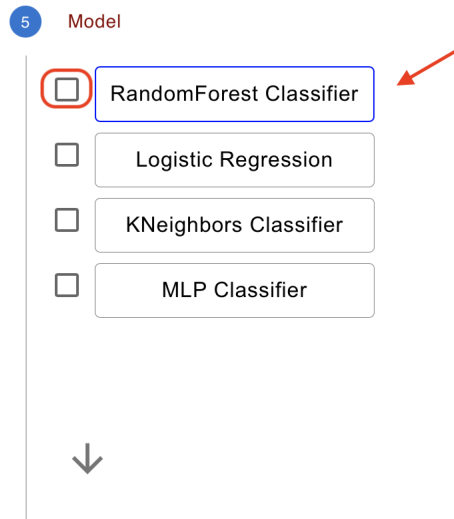 5 Model
RandomForest Classifier
Logistic Regression
KNeighbors Classifier
MLP Classifier